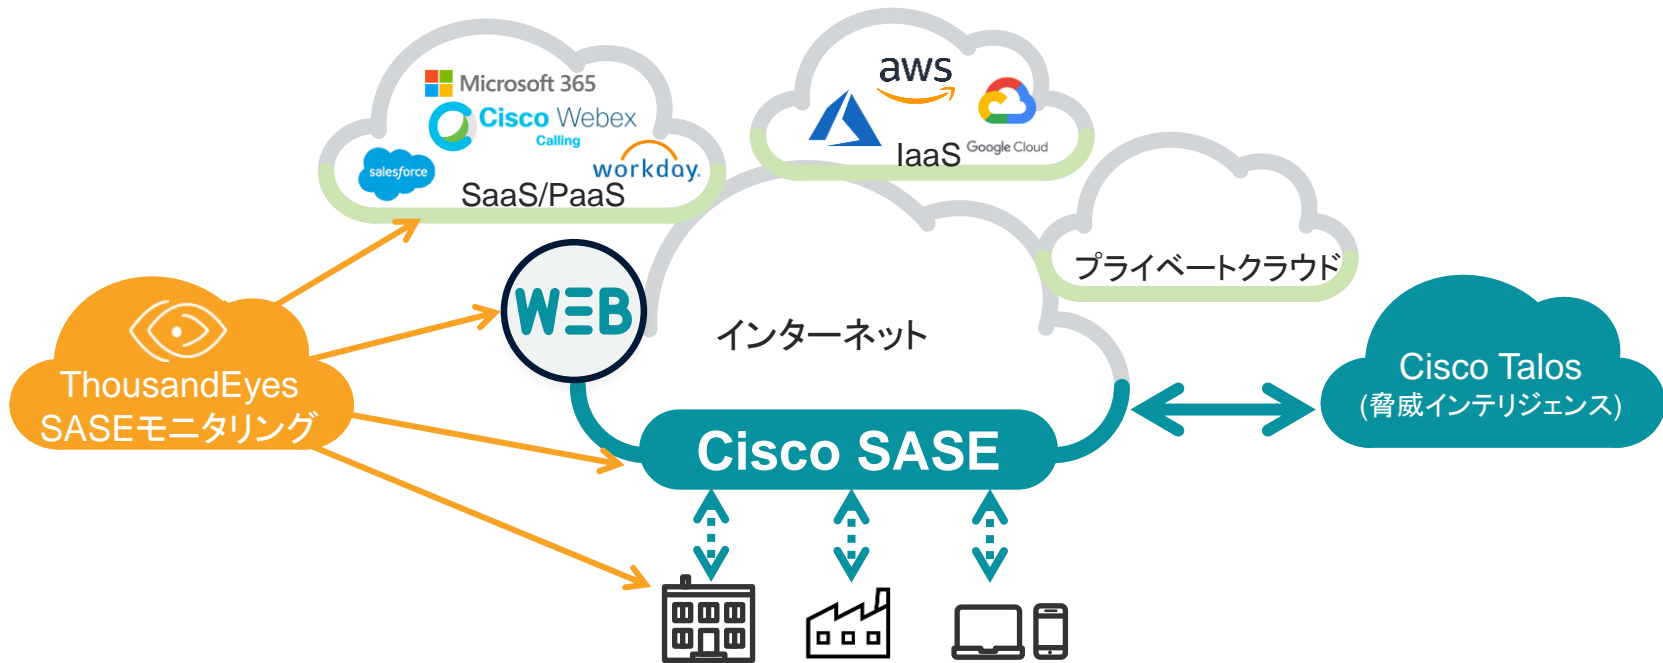 Microsoft 365
Cisco Webex
Calling
salesforce
workday.
SaaS/PaaS
aws
IaaS
Google Cloud
プライベートクラウド
WEB
インターネット
ThousandEyes
SASEモニタリング
Cisco Talos
(脅威インテリジェンス)
Cisco SASE